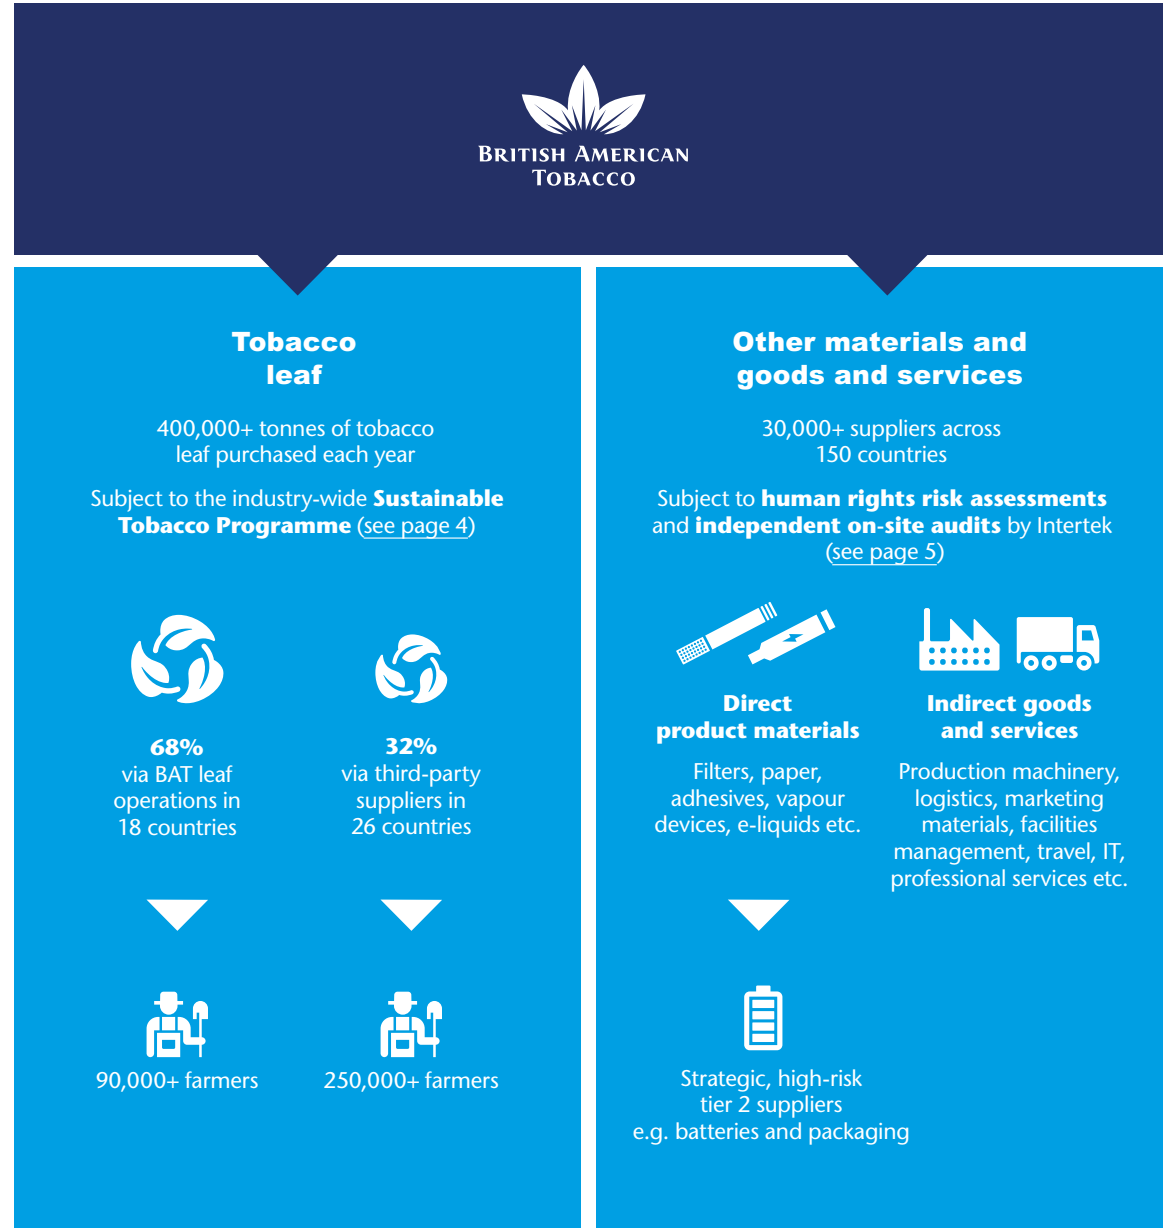 BRITISH AMERICAN
TOBACCO
Tobacco
leaf
400,000+ tonnes of tobacco
leaf purchased each year
Subject to the industry-wide Sustainable
Tobacco Programme (see page 4)
68%
via BAT leaf
operations in
18 countries
32%
via third-party
suppliers in
26 countries
90,000+ farmers
250,000+ farmers
Other materials and
goods and services
30,000+ suppliers across
150 countries
Subject to human rights risk assessments
and independent on-site audits by Intertek
(see page 5)
Direct
product materials
Filters, paper,
adhesives, vapour
devices, e-liquids etc.
Indirect goods
and services
Production machinery,
logistics, marketing
materials, facilities
management, travel, IT,
professional services etc.
Strategic, high-risk
tier 2 suppliers
e.g. batteries and packaging